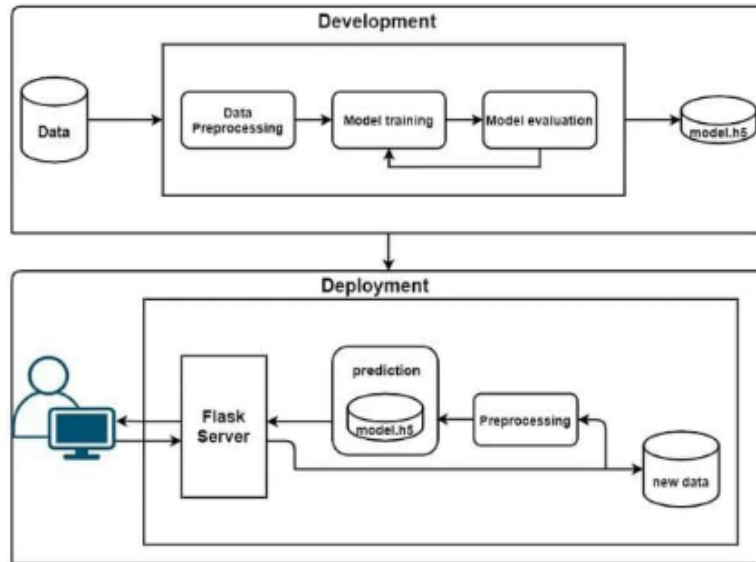 Development
Data
Data
Preprocessing
Model training
Model evaluation
model.h5
Deployment
Flask
Server
prediction
model.h5
Preprocessing
new data